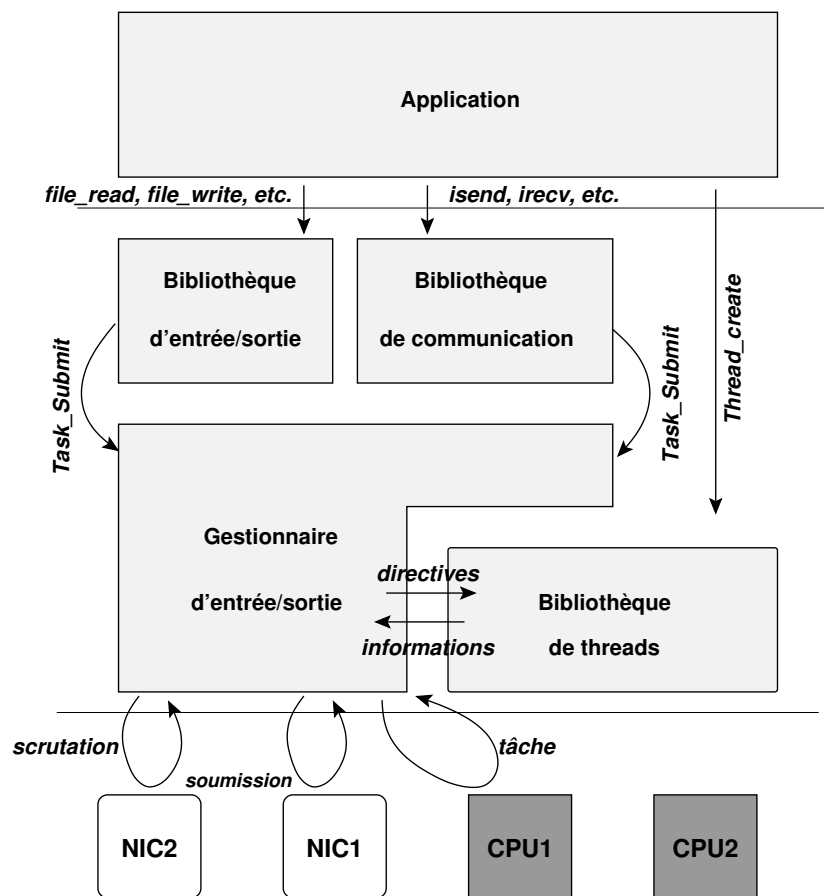 Application
file_read, file_write, etc.
isend, irecv, etc.
Bibliothèque
d'entrée/sortie
Bibliothèque
de communication
Task_Submit
Task_Submit
Thread_create
Gestionnaire
d'entrée/sortie
directives
informations
Bibliothèque
de threads
scrutation
soumission
tâche
NIC2
NIC1
CPU1
CPU2